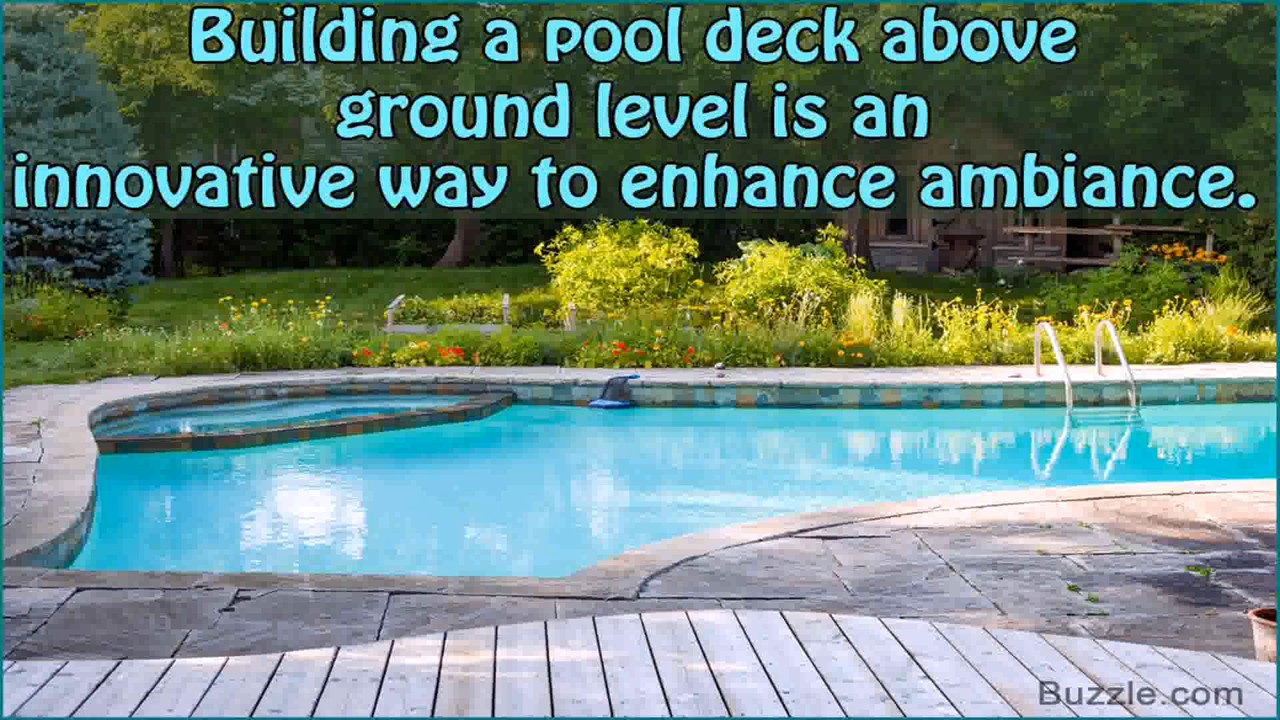 Building a pool deck above
ground level is an
innovative way to enhance ambiance.
Buzzle.com